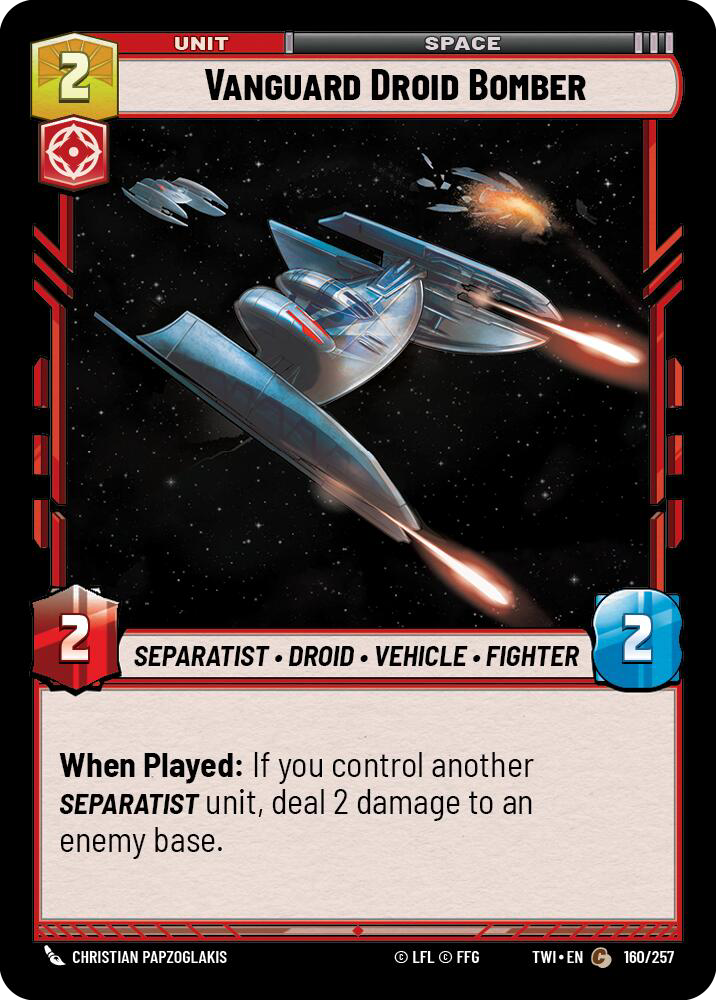 UNIT
SPACE
2
VANGUARD DROID BOMBER
2
SEPARATIST • DROID • VEHICLE • FIGHTER
2
When Played: If you control another
SEPARATIST unit, deal 2 damage to an
enemy base.
CHRISTIAN PAPZOGLAKIS
© LFL © FFG
TWI • EN
C
160/257